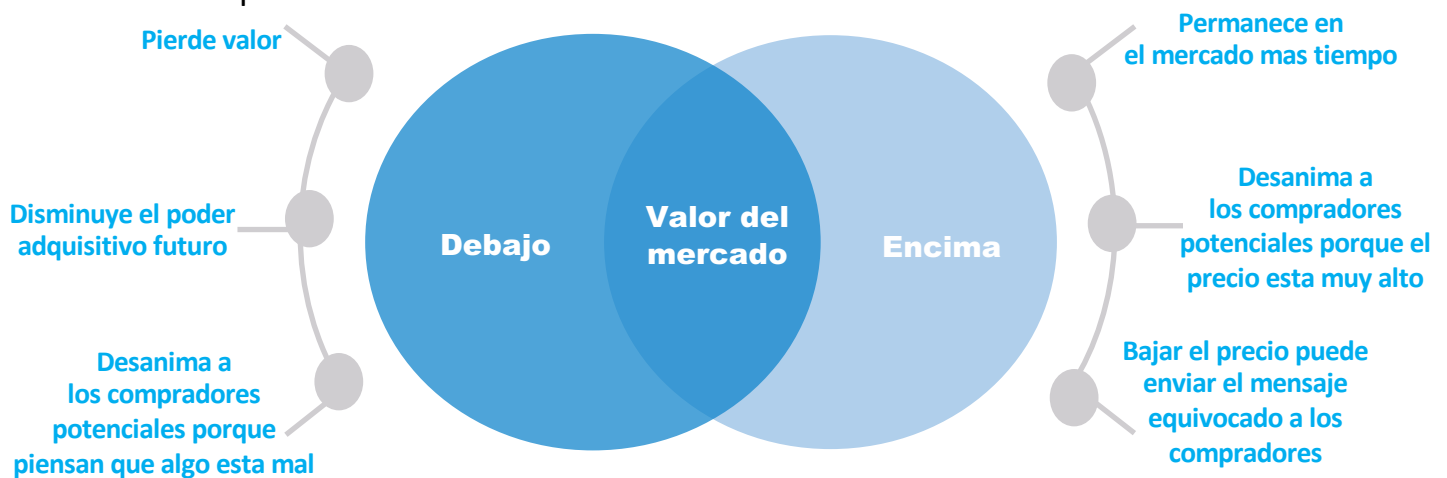 Pierde valor
Disminuye el poder
adquisitivo futuro
Desanima a
los compradores
potenciales porque
piensan que algo esta mal
Debajo
Valor del
mercado
Encima
Permanece en
el mercado mas tiempo
Desanima a
los compradores
potenciales porque el
precio esta muy alto
Bajar el precio puede
enviar el mensaje
equivocado a los
compradores